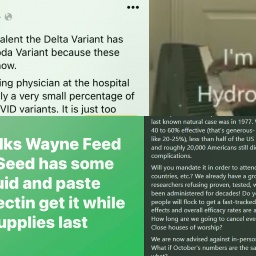 alent the Delta Variant has
da Variant because these
ow.
ing physician at the hospital
ly a very small percentage of
VID variants. It is just too
I'm
Hydro
lks Wayne Feed
Seed has some
uid and paste
ectin get it while
upplies last
last known natural case was in 1977. V
40 to 60% effective (that's generous-
like 20-25%), less than half of the US
and roughly 20,000 Americans still di
complications.
Will you mandate it in order to attend
countries, etc.? We already have a gro
researchers refusing proven, tested, w
been administered for decades! Do yo
people will flock to get a fast-tracked
effects and overall efficacy rates are a
How long are we going to cancel eve
Close houses of worship?
We are now advised against in-perso
What if October's numbers are the sa